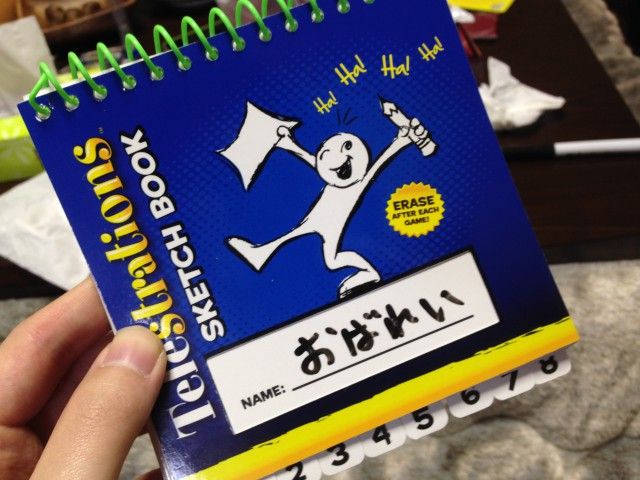 Telestrations™
SKETCH BOOK
Ha! Ha! Ha! Ha!
ERASE
AFTER EACH
GAME!
おばれい
NAME:
2 3 4 5 6 7 8